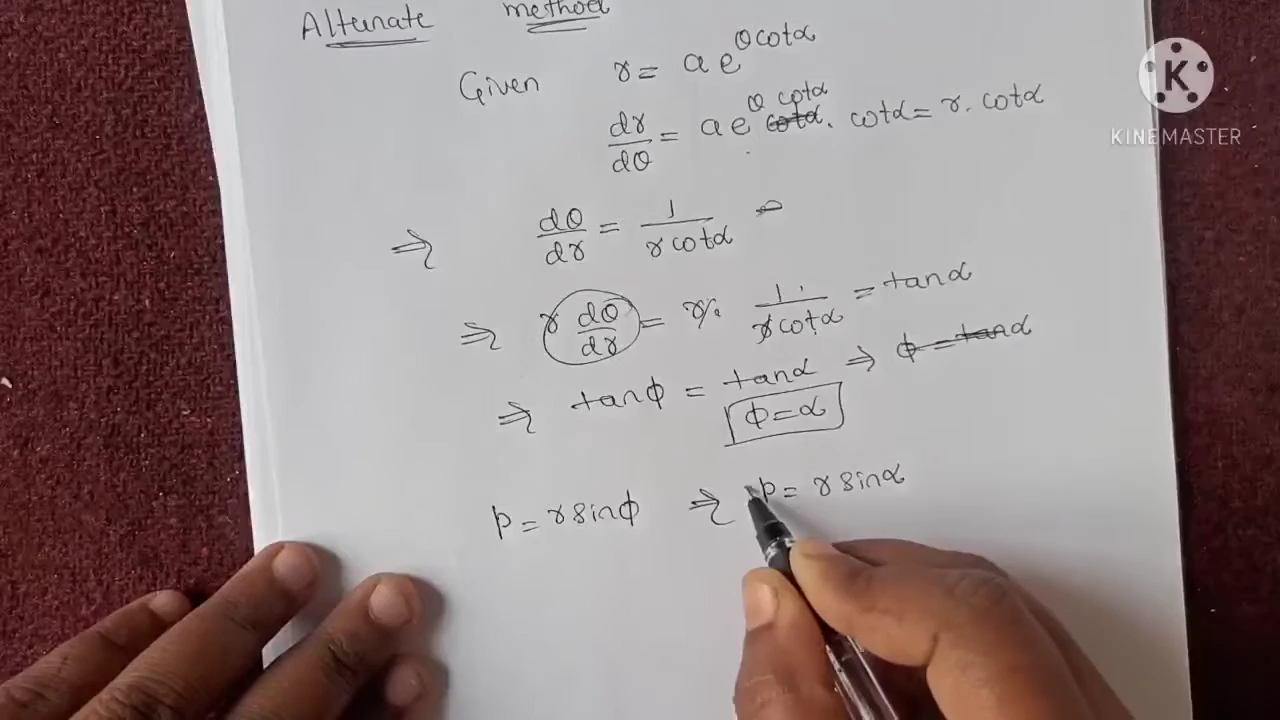 Alternate method
Given r = a e^{θ cotα}
dr/dθ = a e^{θ cotα} . cotα = r . cotα
⇒ dθ/dr = 1/(r cotα)
⇒ r dθ/dr = r . 1/(r cotα) = tanα
⇒ tanϕ = tanα ⇒ ϕ = tanα
ϕ = α
p = r sinϕ ⇒ p = r sinα
K
KINEMASTER